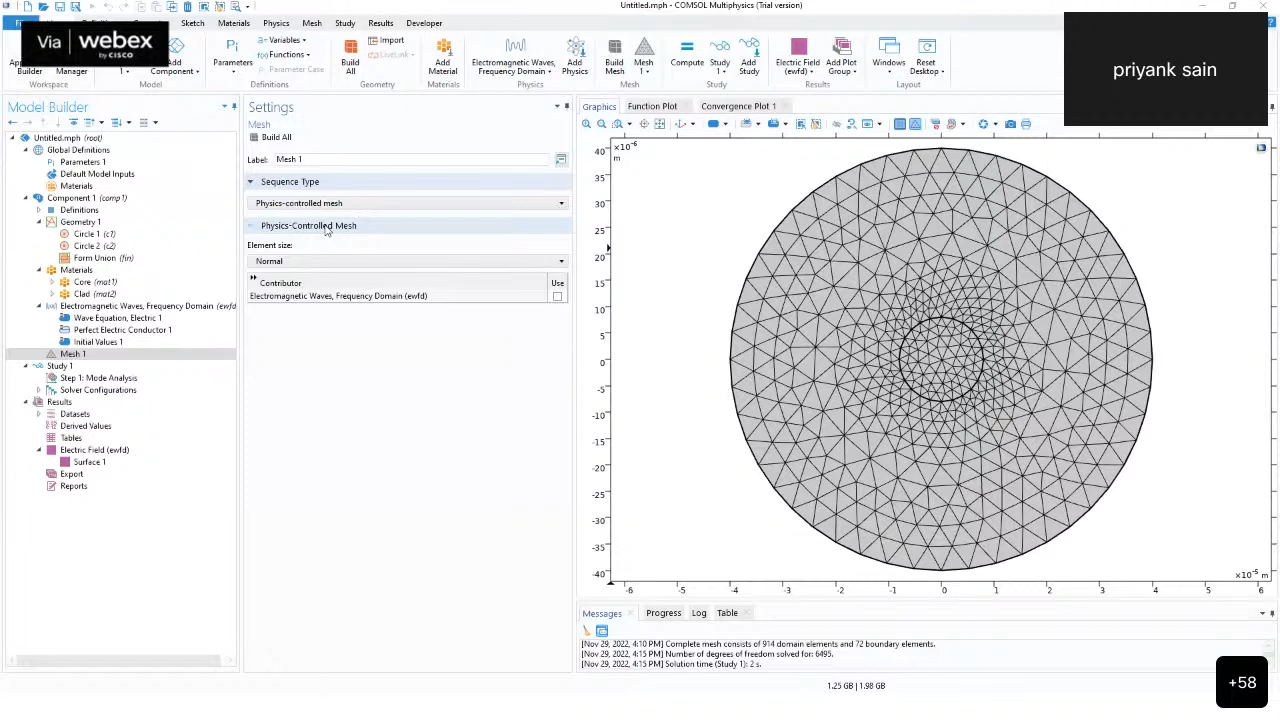 Untitled.mph - COMSOL Multiphysics (Trial version)
Sketch Materials Physics Mesh Study Results Developer
Via webex
by CISCO
priyank sain
Builder Manager
Add
Component
Parameters
Variables
Functions
Parameter Case
Build
All
Import
LiveLink
Add
Material
Electromagnetic Waves,
Frequency Domain
Add
Physics
Build
Mesh
Mesh
1
Compute
Study
1
Add
Study
Electric Field
(ewfd)
Add Plot
Group
Windows
Reset
Desktop
Workspace Model Definitions Geometry Materials Physics Mesh Study Results Layout
Model Builder
Untitled.mph (root)
Global Definitions
Parameters 1
Default Model Inputs
Materials
Component 1 (comp1)
Definitions
Geometry 1
Circle 1 (c1)
Circle 2 (c2)
Form Union (fin)
Materials
Core (mat1)
Clad (mat2)
Electromagnetic Waves, Frequency Domain (ewfd
Wave Equation, Electric 1
Perfect Electric Conductor 1
Initial Values 1
Mesh 1
Study 1
Step 1: Mode Analysis
Solver Configurations
Results
Datasets
Derived Values
Tables
Electric Field (ewfd)
Surface 1
Export
Reports
Settings
Mesh
Build All
Label: Mesh 1
Sequence Type
Physics-controlled mesh
Physics-Controlled Mesh
Element size:
Normal
Contributor Use
Electromagnetic Waves, Frequency Domain (ewfd)
Graphics Function Plot Convergence Plot 1
×10⁻⁶
m
40
35
30
25
20
15
10
5
0
-5
-10
-15
-20
-25
-30
-35
-40
×10⁻⁵ m
-6 -5 -4 -3 -2 -1 0 1 2 3 4 5 6
Messages Progress Log Table
[Nov 29, 2022, 4:10 PM] Complete mesh consists of 914 domain elements and 72 boundary elements.
[Nov 29, 2022, 4:15 PM] Number of degrees of freedom solved for: 6495.
[Nov 29, 2022, 4:15 PM] Solution time (Study 1): 2 s.
1.25 GB | 1.98 GB
+58